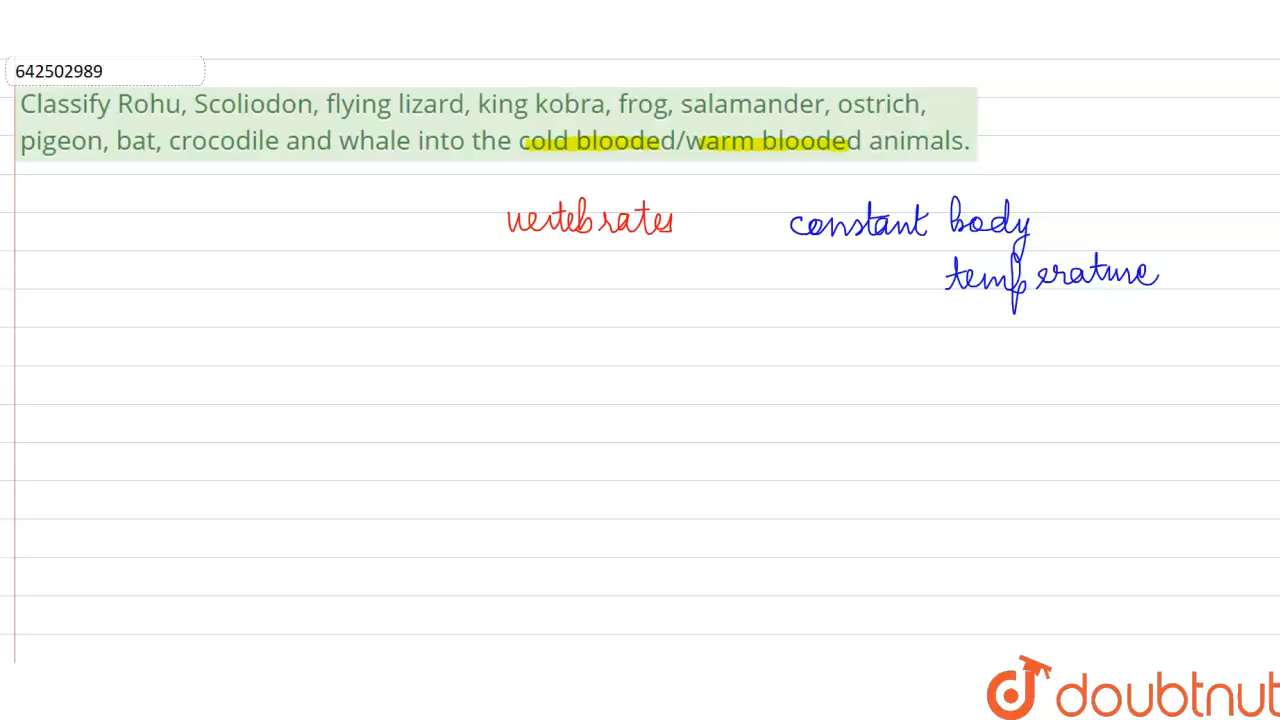 642502989
Classify Rohu, Scoliodon, flying lizard, king kobra, frog, salamander, ostrich,
pigeon, bat, crocodile and whale into the cold blooded/warm blooded animals.
vertebrates
constant body
temperature
doubtnut